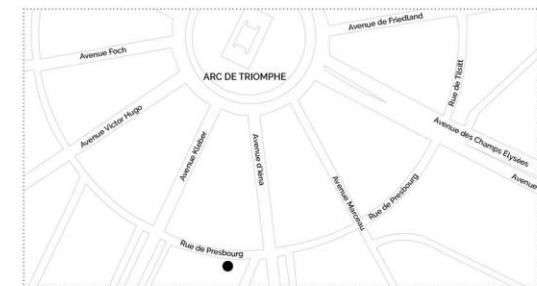 Avenue de Friedland
Avenue Foch
ARC DE TRIOMPHE
Rue de Tilsitt
Avenue Victor Hugo
Avenue Kleber
Avenue d'Iena
Avenue des Champs Elysées
Avenue Marceau
Rue de Presbourg
Avenue
Rue de Presbourg